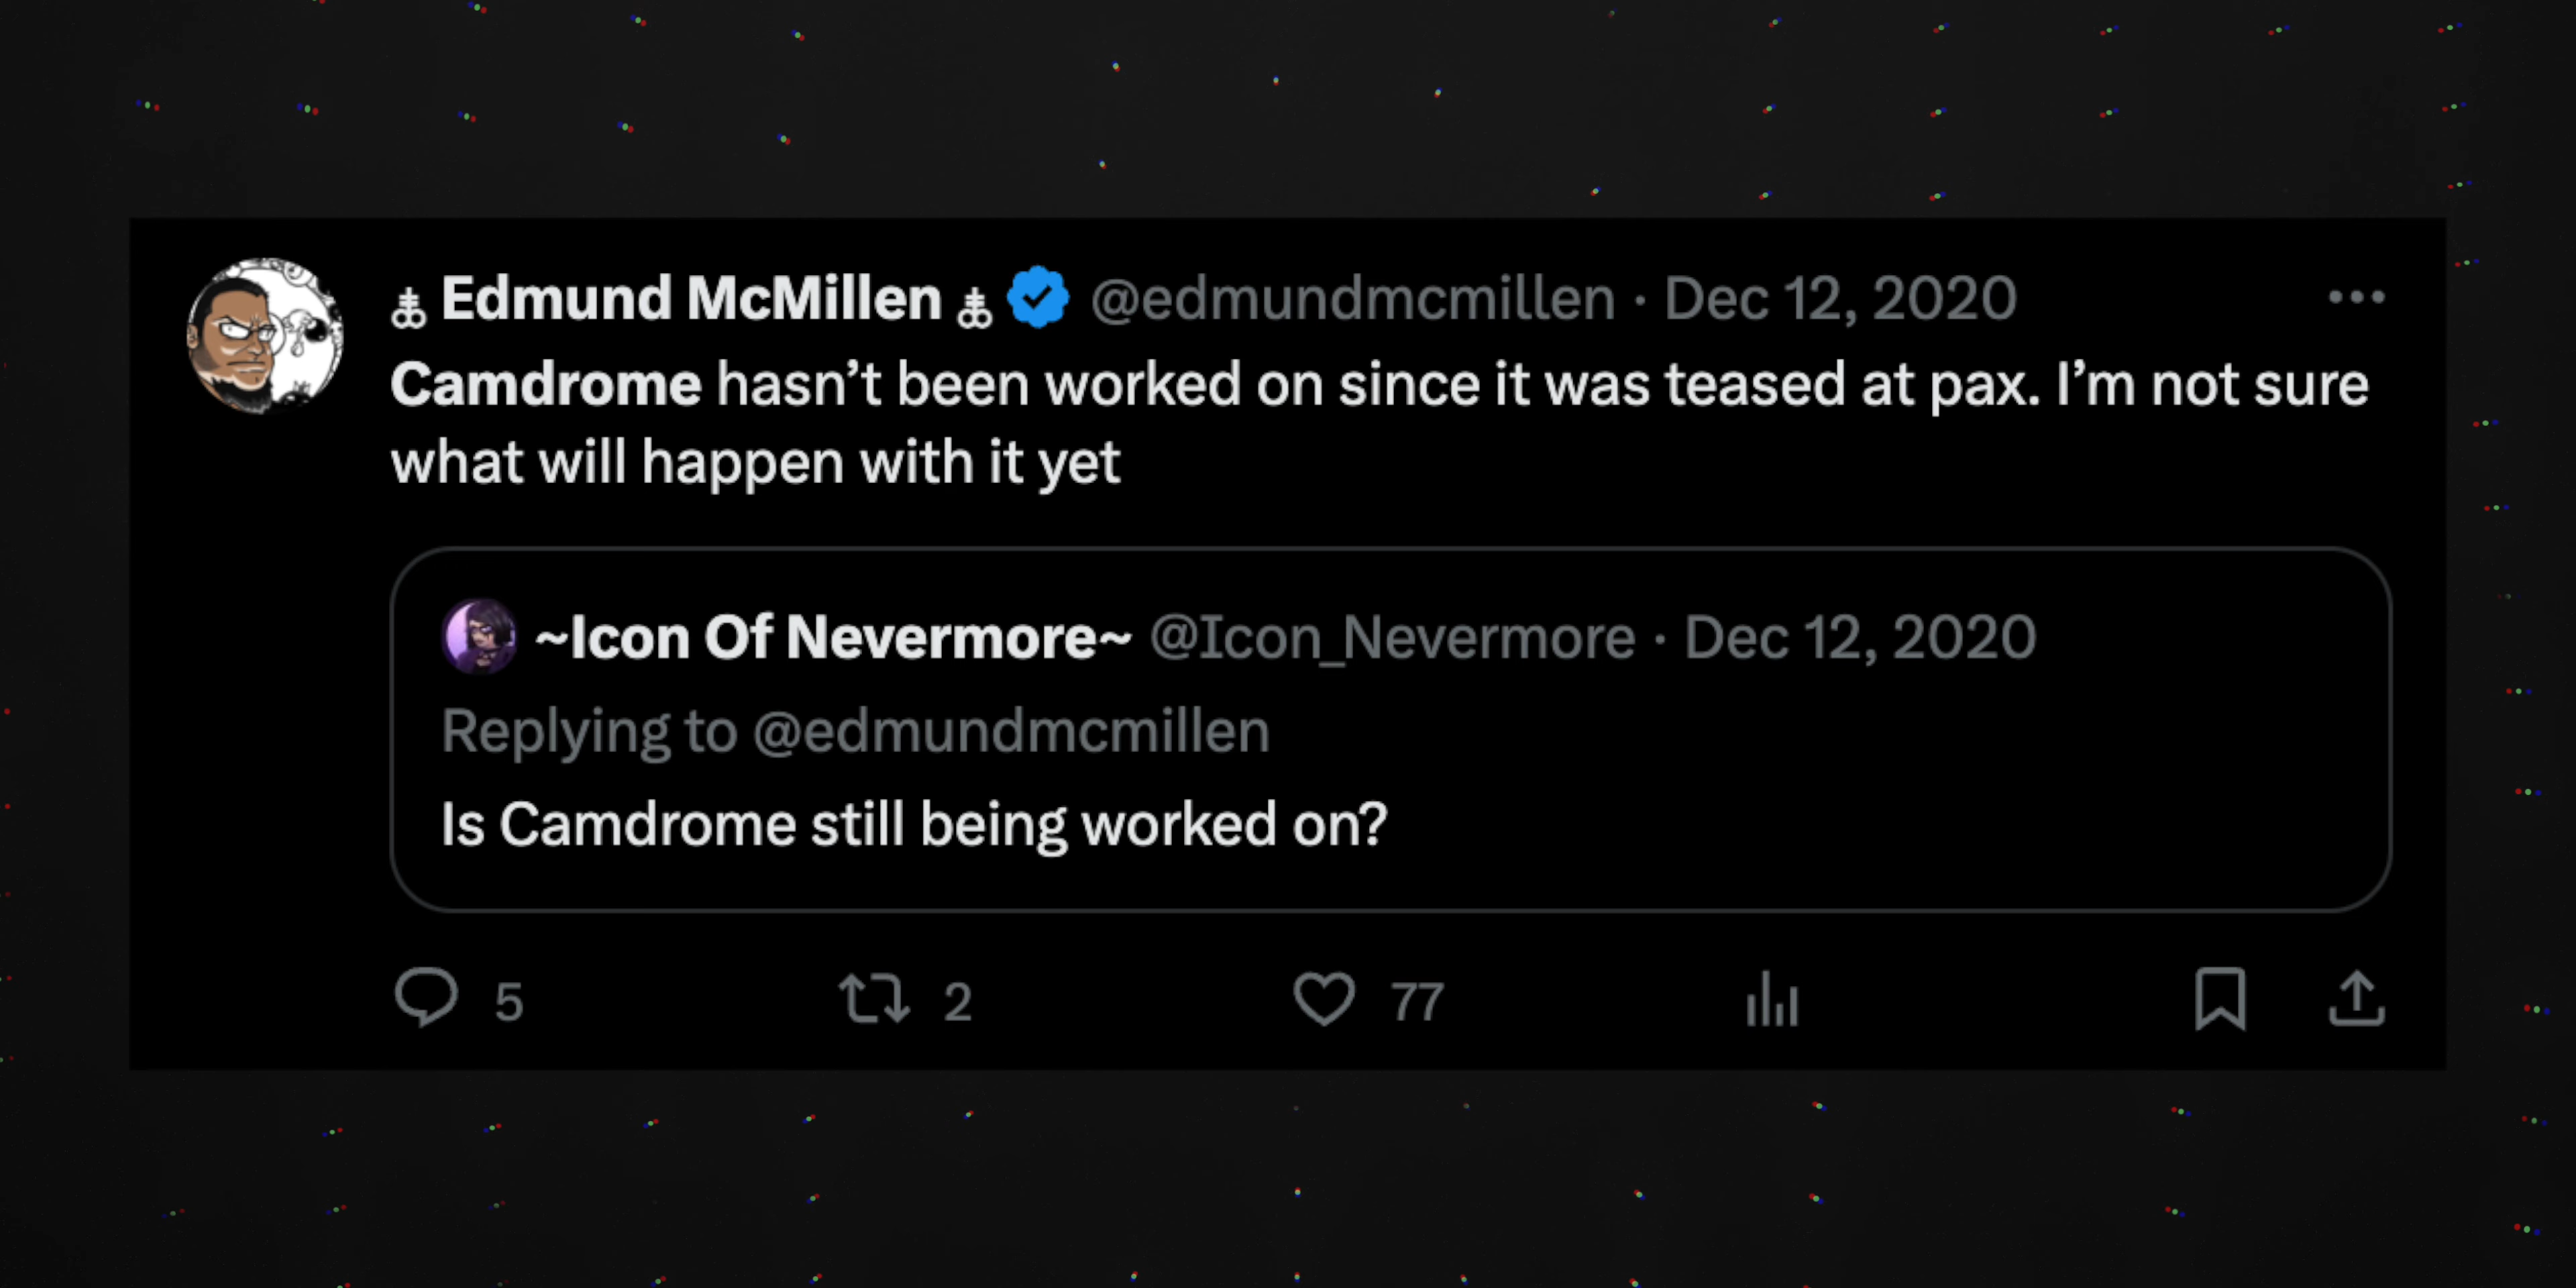 ⸸ Edmund McMillen ⸸ @edmundmcmillen · Dec 12, 2020
Camdrome hasn’t been worked on since it was teased at pax. I’m not sure
what will happen with it yet
~Icon Of Nevermore~ @Icon_Nevermore · Dec 12, 2020
Replying to @edmundmcmillen
Is Camdrome still being worked on?
5 2 77